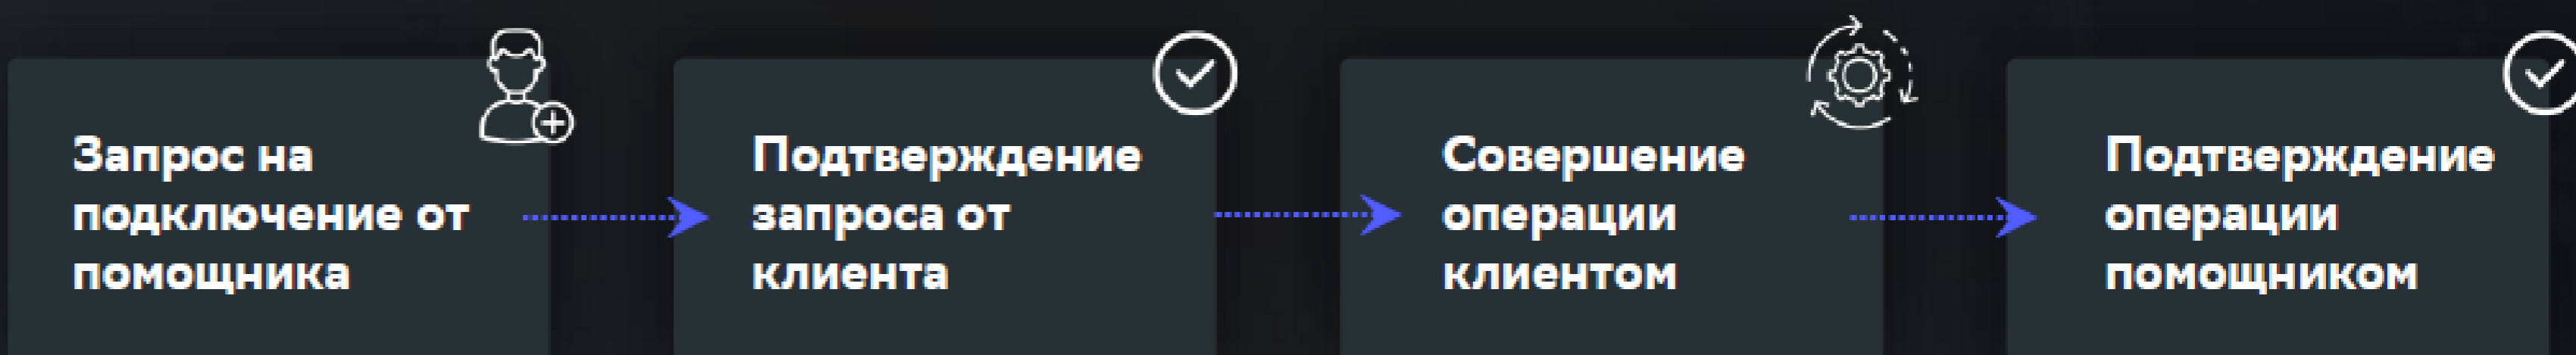 Запрос на
подключение от
помощника
Подтверждение
запроса от
клиента
Совершение
операции
клиентом
Подтверждение
операции
помощником